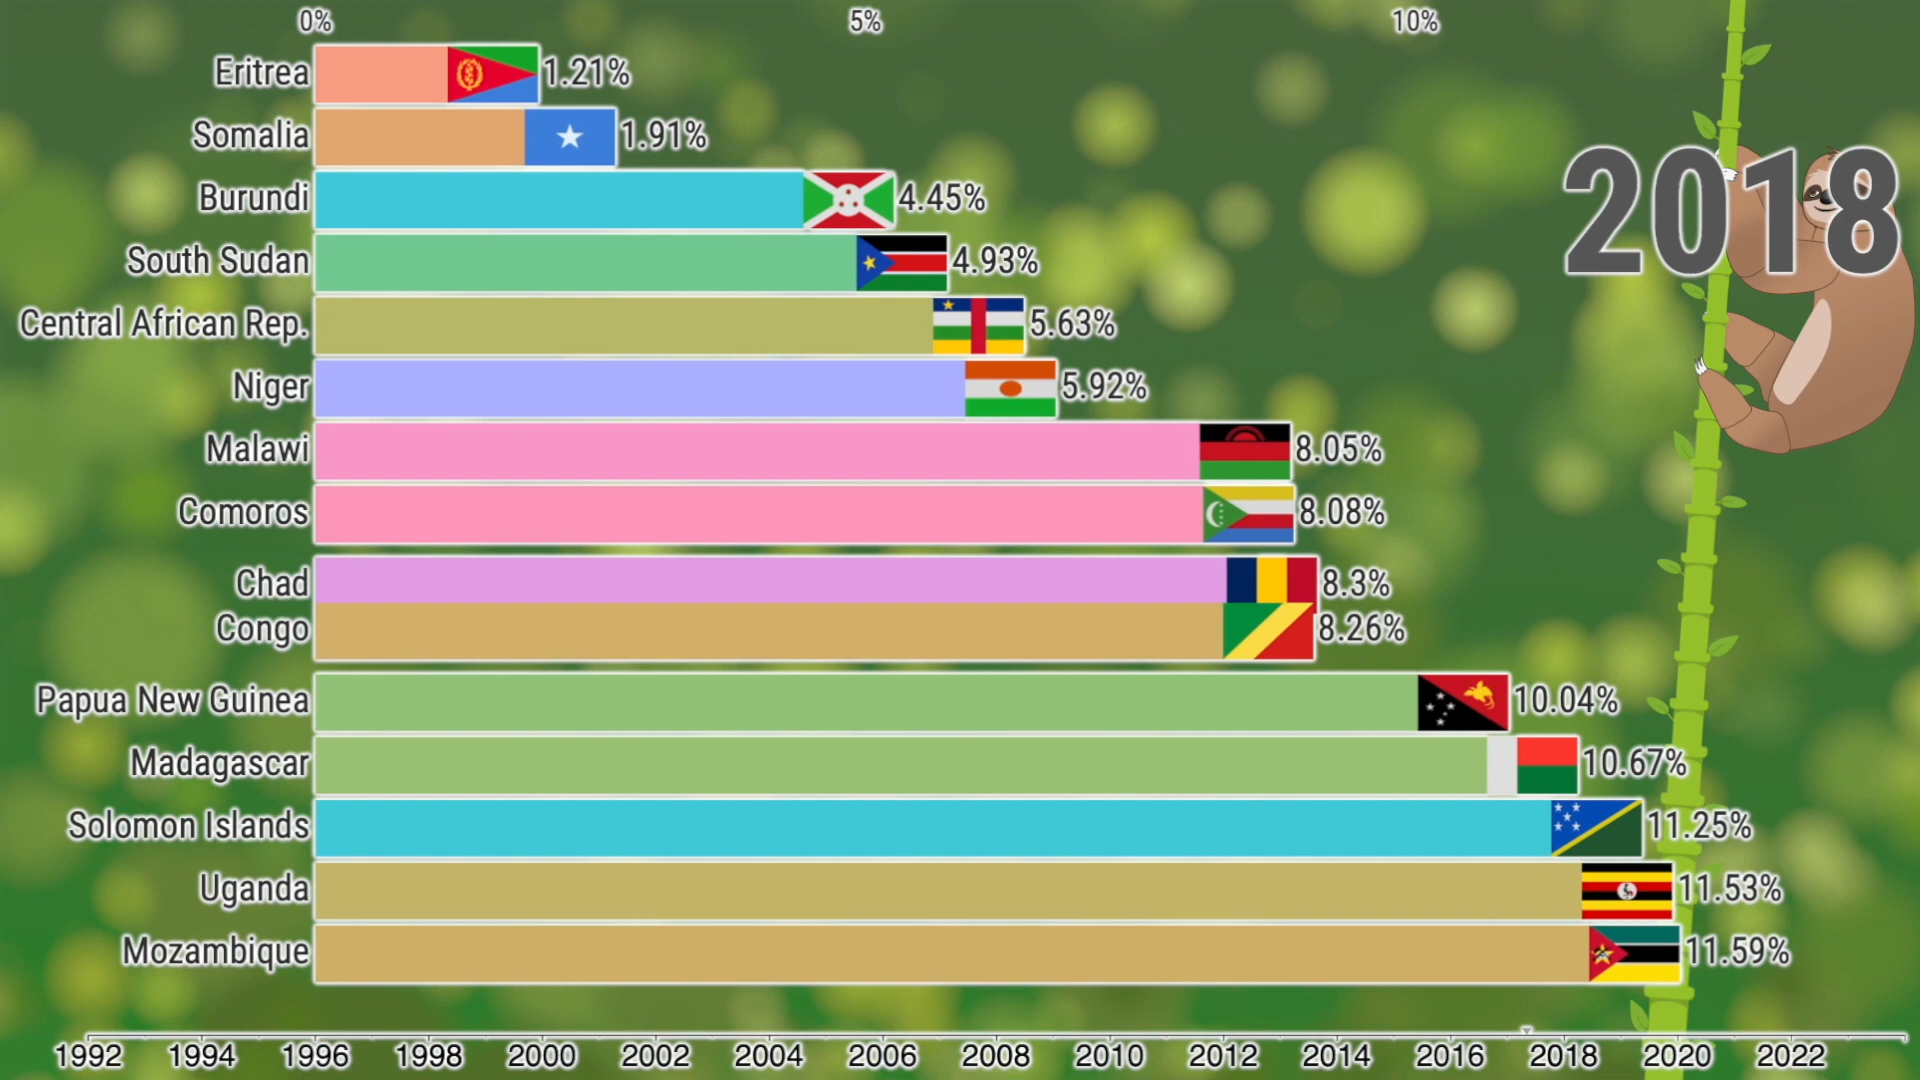 0% 5% 10%
Eritrea 1.21%
Somalia 1.91%
2018
Burundi 4.45%
South Sudan 4.93%
Central African Rep. 5.63%
Niger 5.92%
Malawi 8.05%
Comoros 8.08%
Chad 8.3%
Congo 8.26%
Papua New Guinea 10.04%
Madagascar 10.67%
Solomon Islands 11.25%
Uganda 11.53%
Mozambique 11.59%
1992 1994 1996 1998 2000 2002 2004 2006 2008 2010 2012 2014 2016 2018 2020 2022